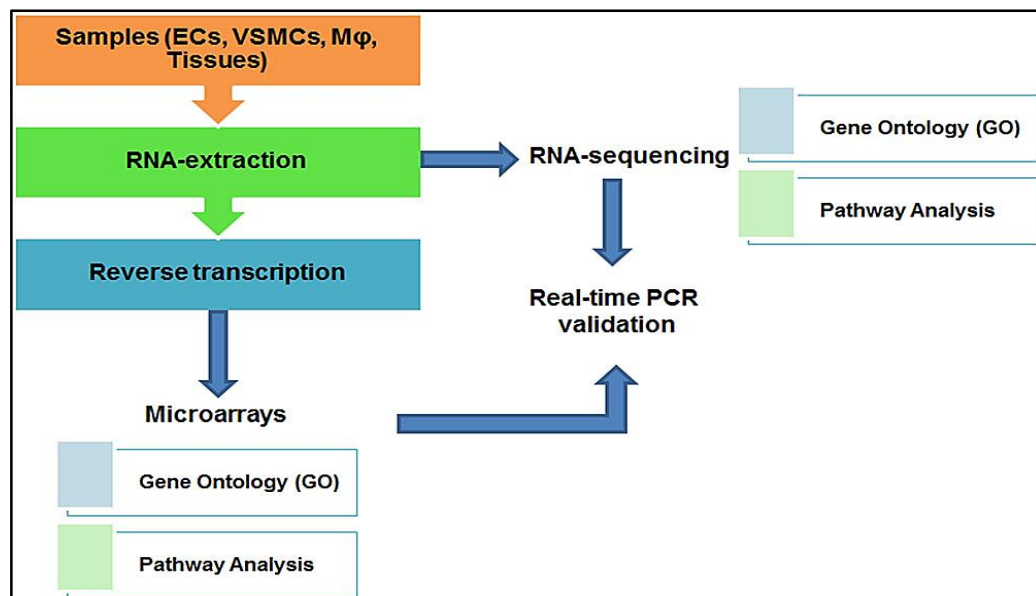 Samples (ECs, VSMCs, Mφ,
Tissues)
RNA-extraction
Reverse transcription
Microarrays
Gene Ontology (GO)
Pathway Analysis
RNA-sequencing
Gene Ontology (GO)
Pathway Analysis
Real-time PCR
validation